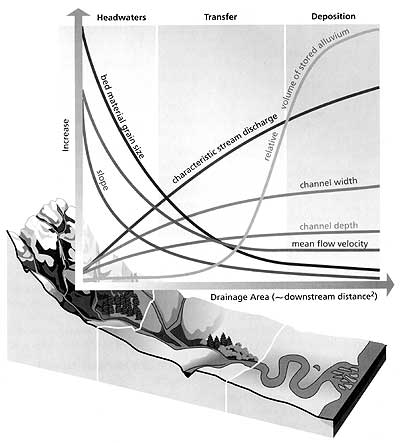 Headwaters Transfer Deposition
Increase
bed material grain size
slope
characteristic stream discharge
relative volume of stored alluvium
channel width
channel depth
mean flow velocity
Drainage Area (~downstream distance²)